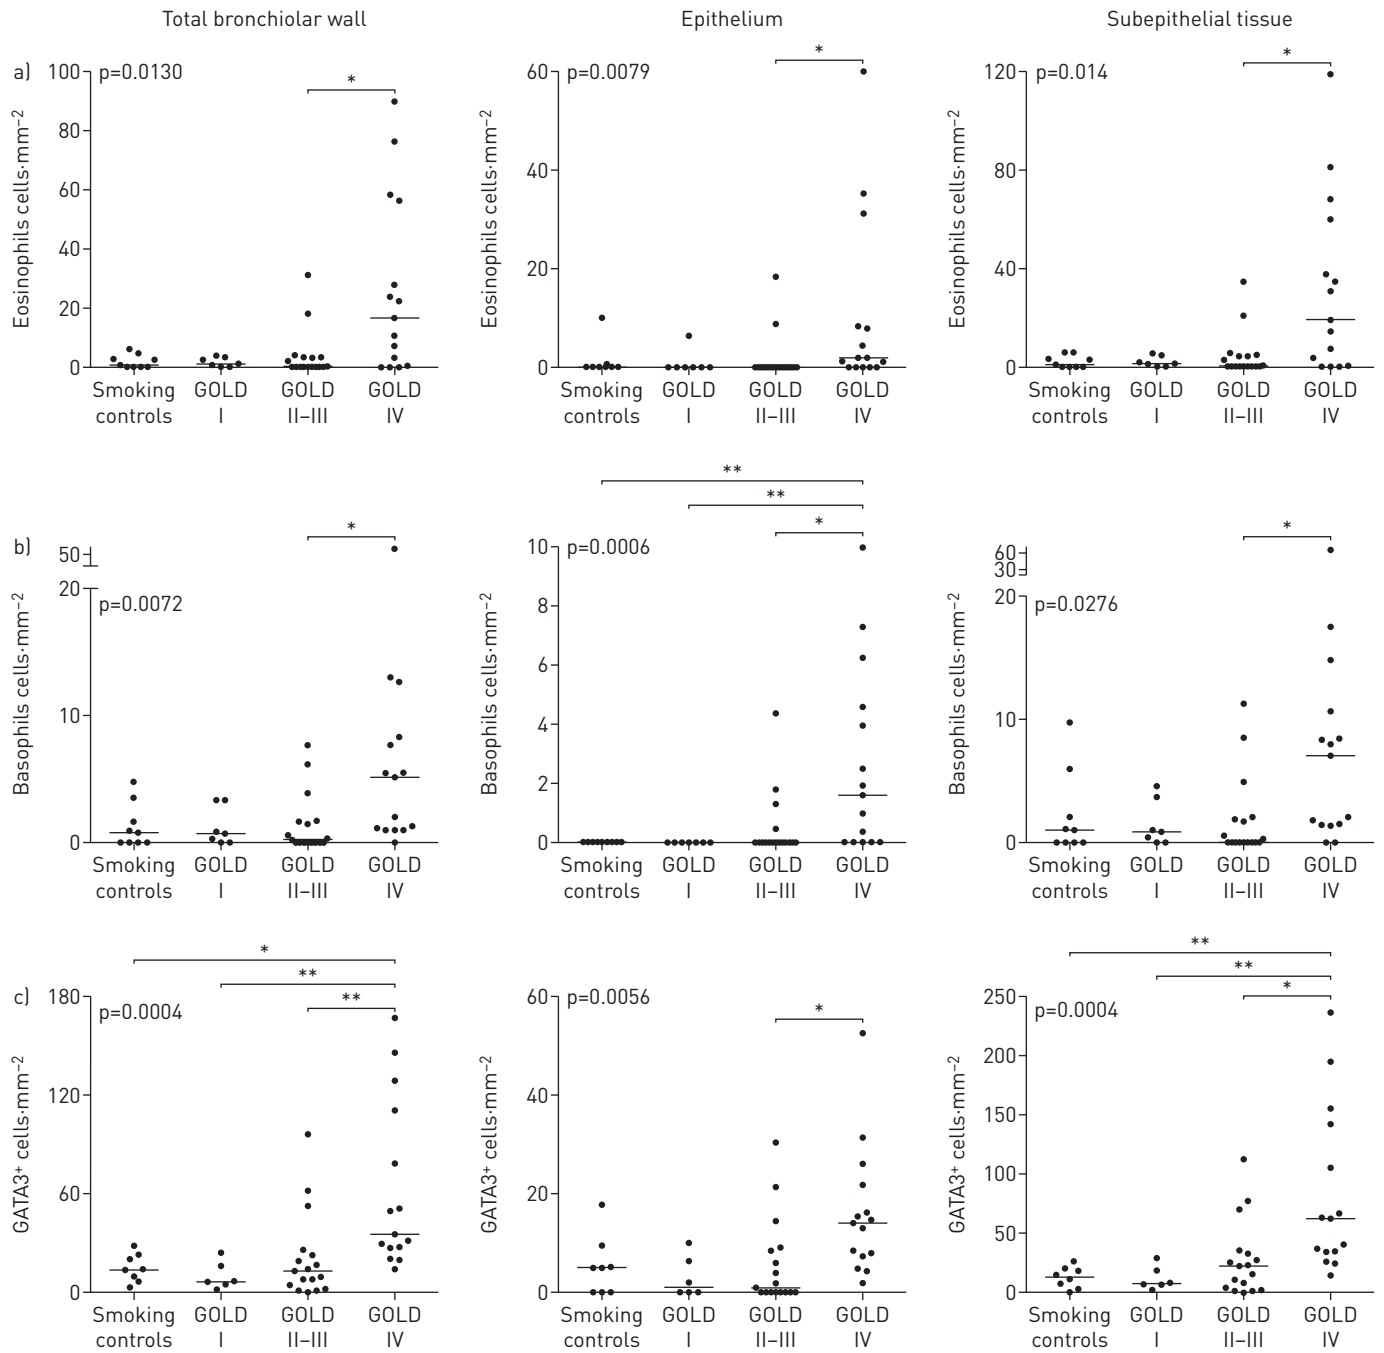 Total bronchiolar wall
Epithelium
Subepithelial tissue
a)
Eosinophils cells·mm−2
100
80
60
40
20
0
p=0.0130
*
Smoking controls
GOLD I
GOLD II–III
GOLD IV
Eosinophils cells·mm−2
60
40
20
0
p=0.0079
*
Smoking controls
GOLD I
GOLD II–III
GOLD IV
Eosinophils cells·mm−2
120
80
40
0
p=0.014
*
Smoking controls
GOLD I
GOLD II–III
GOLD IV
b)
Basophils cells·mm−2
50
20
10
0
p=0.0072
*
Smoking controls
GOLD I
GOLD II–III
GOLD IV
Basophils cells·mm−2
10
8
6
4
2
0
p=0.0006
**
**
*
Smoking controls
GOLD I
GOLD II–III
GOLD IV
Basophils cells·mm−2
60
30
20
10
0
p=0.0276
*
Smoking controls
GOLD I
GOLD II–III
GOLD IV
c)
GATA3+ cells·mm−2
180
120
60
0
p=0.0004
*
**
**
Smoking controls
GOLD I
GOLD II–III
GOLD IV
GATA3+ cells·mm−2
60
40
20
0
p=0.0056
*
Smoking controls
GOLD I
GOLD II–III
GOLD IV
GATA3+ cells·mm−2
250
200
150
100
50
0
p=0.0004
**
**
*
Smoking controls
GOLD I
GOLD II–III
GOLD IV